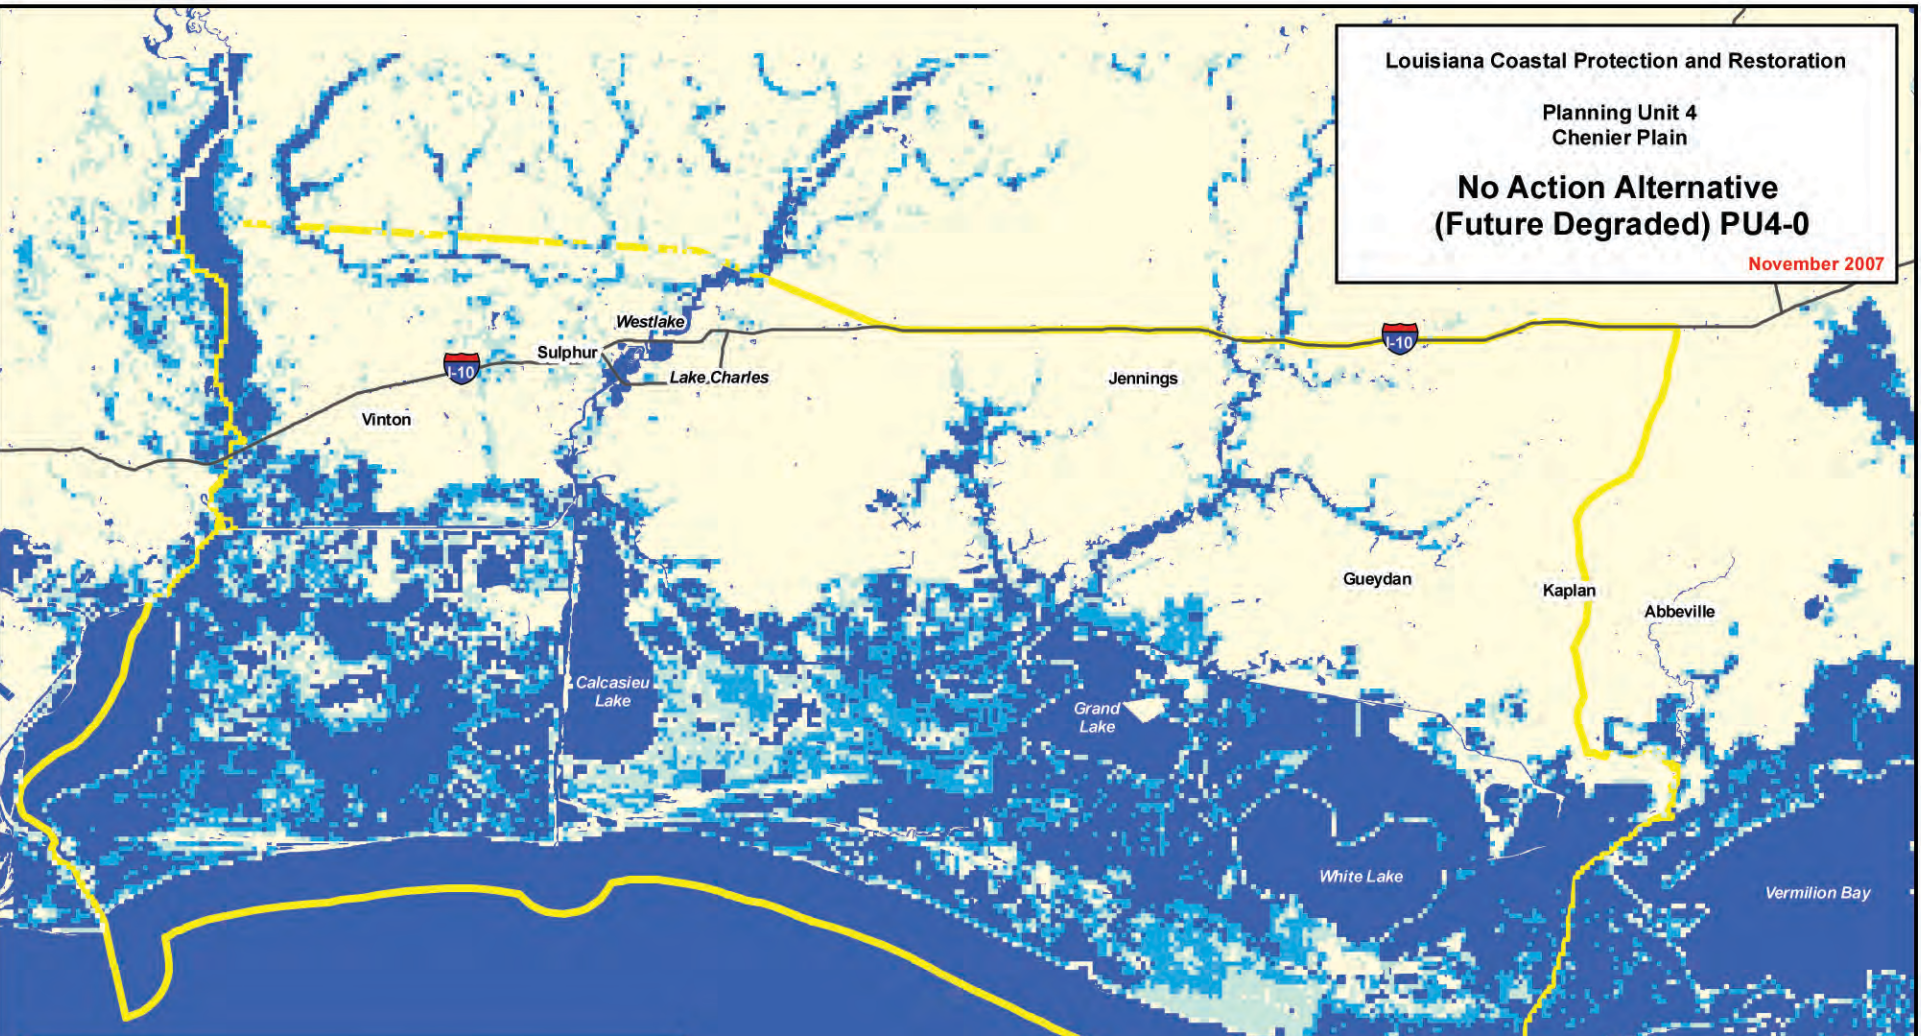 Louisiana Coastal Protection and Restoration
Planning Unit 4
Chenier Plain
No Action Alternative
(Future Degraded) PU4-0
November 2007
Westlake
I-10
Sulphur
I-10
Lake Charles
Jennings
Vinton
Gueydan
Kaplan
Abbeville
Calcasieu
Lake
Grand
Lake
White Lake
Vermilion Bay